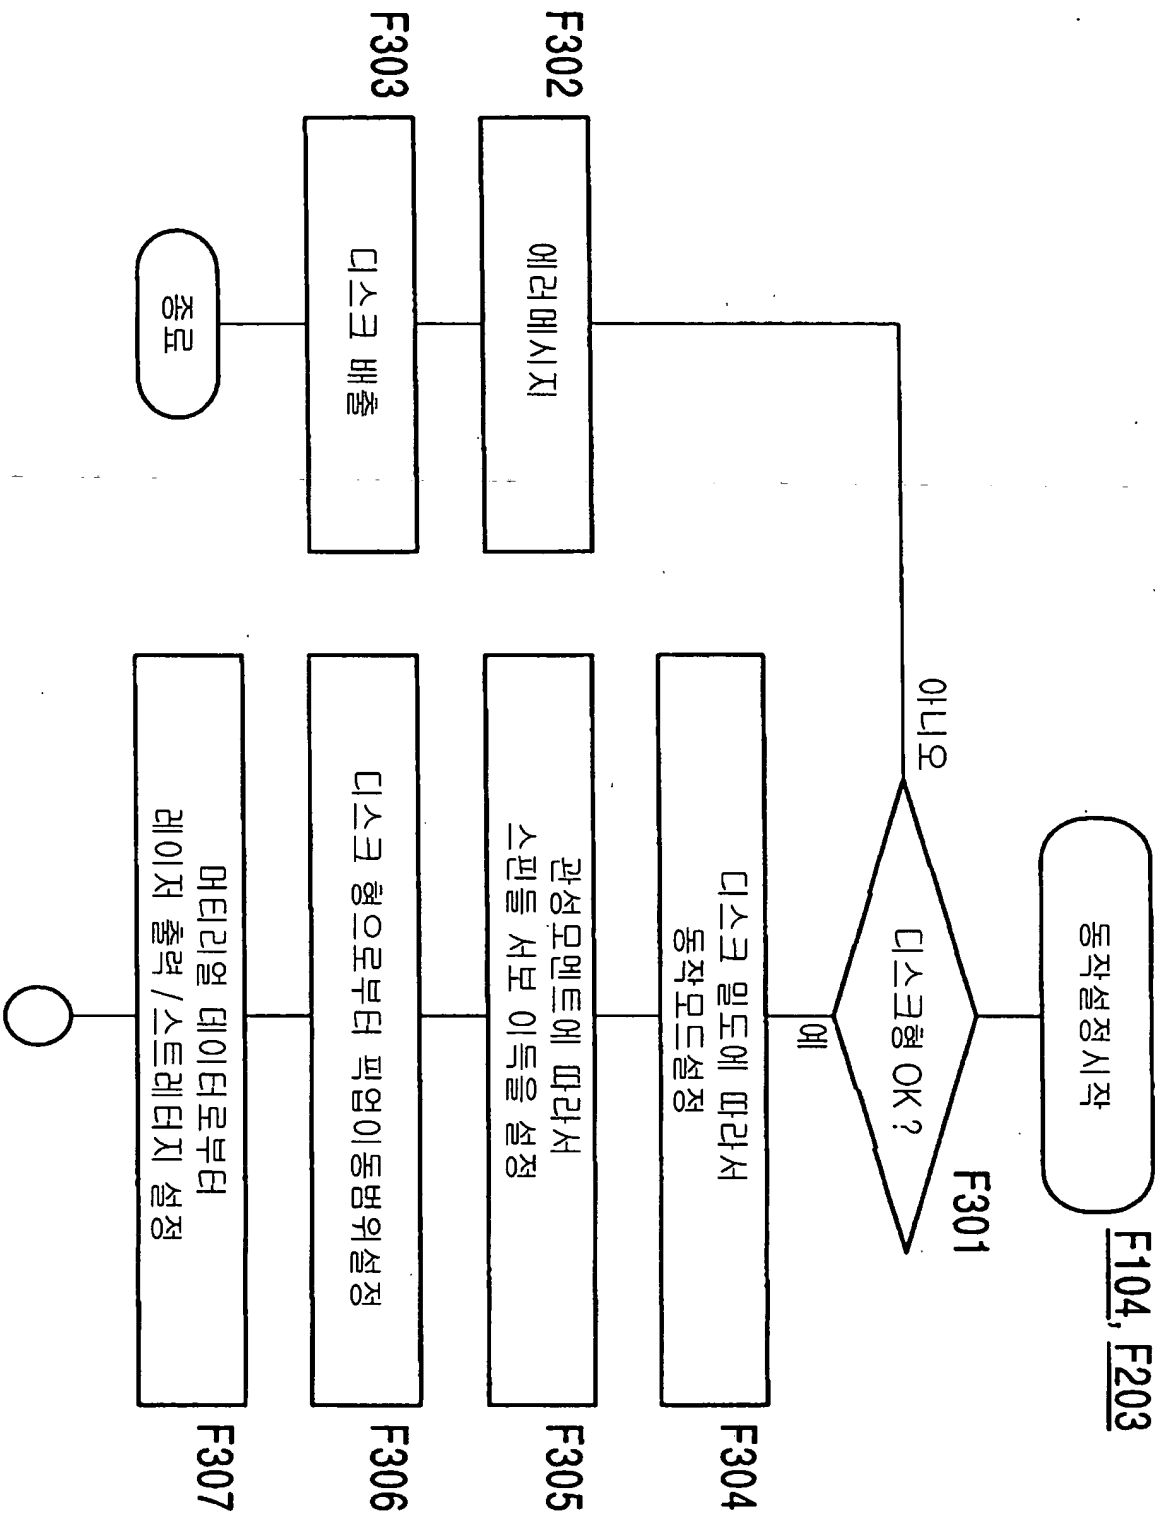 F104, F203
동작설정시작
F301
디스크형 OK ?
아니오
예
F302
에러메시지
F303
디스크 배출
종료
디스크 밀도에 따라서
동작모드설정
F304
관성모멘트에 따라서
스핀들 서보 이득을 설정
F305
디스크 형으로부터 픽업이동범위설정
F306
머티리얼 데이터로부터
레이저 출력 / 스트레터지 설정
F307